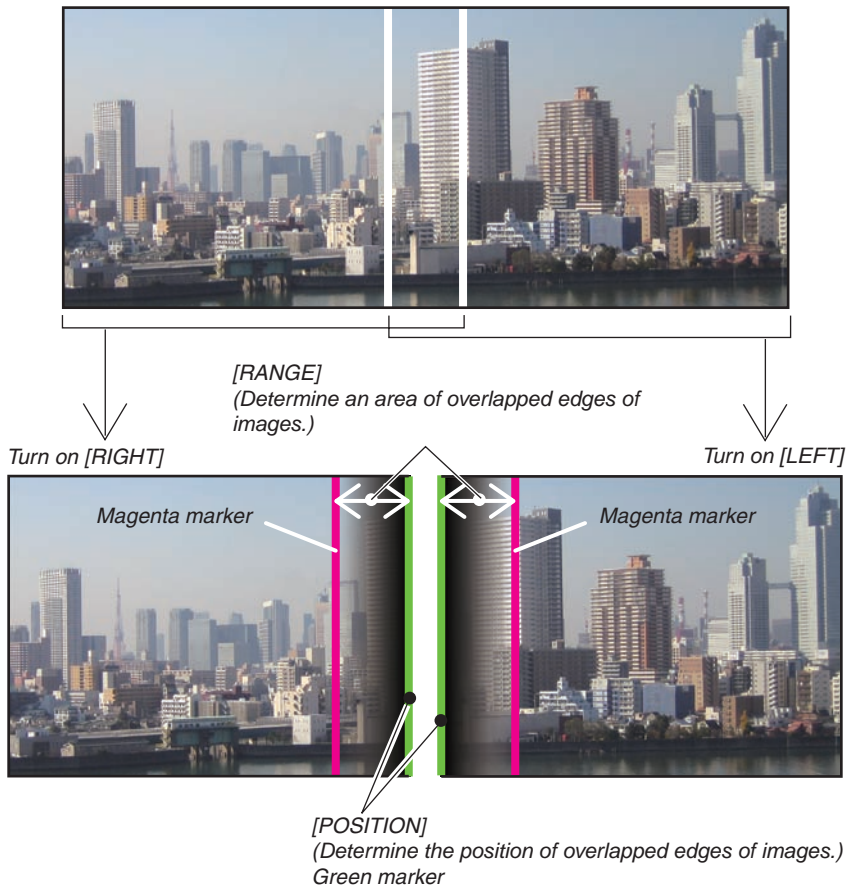 [RANGE]
(Determine an area of overlapped edges of
images.)
Turn on [RIGHT]
Turn on [LEFT]
Magenta marker
Magenta marker
[POSITION]
(Determine the position of overlapped edges of images.)
Green marker